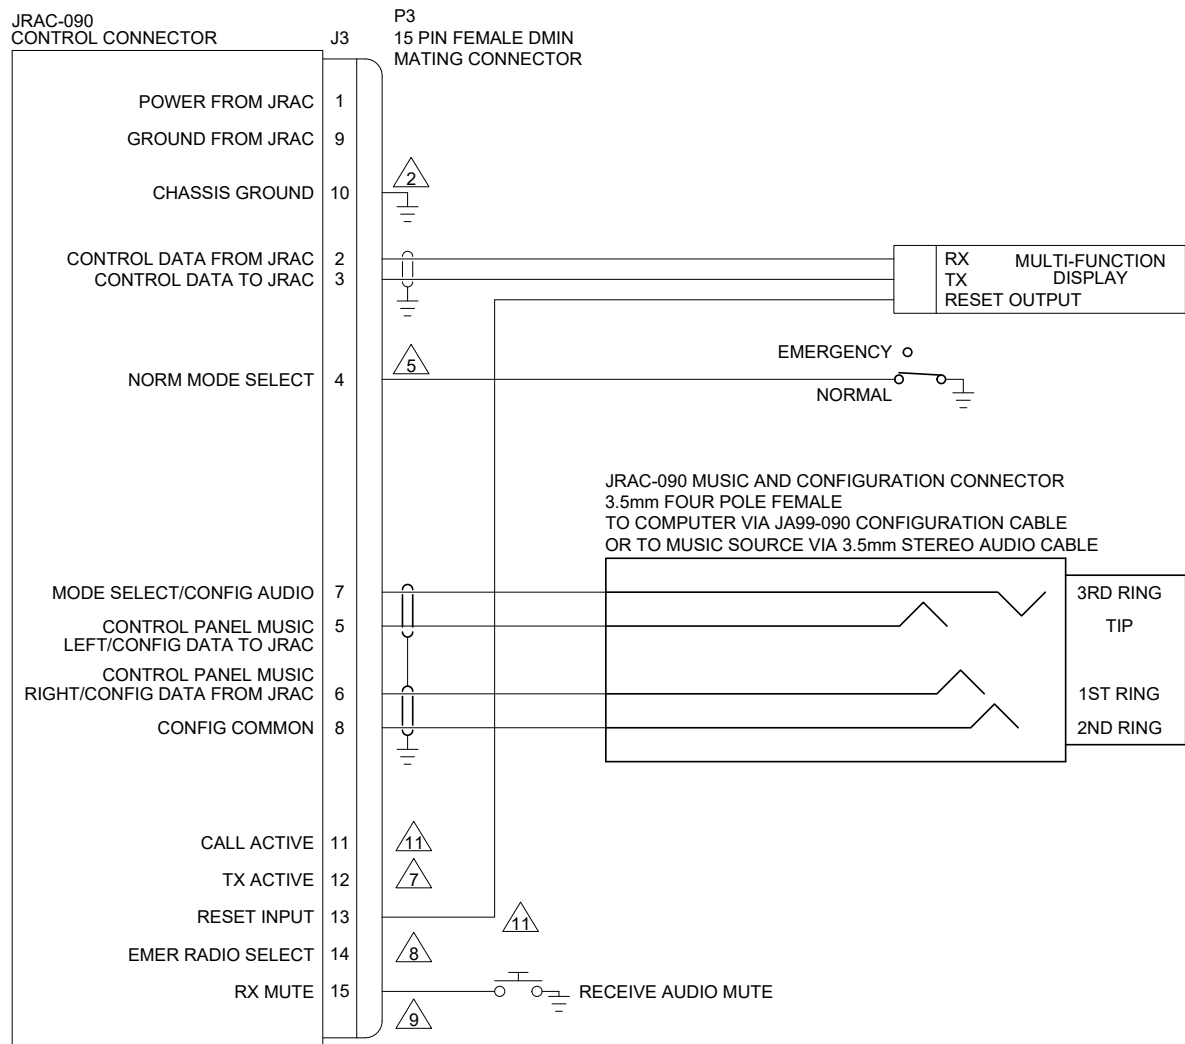 JRAC-090
CONTROL CONNECTOR
J3
P3
15 PIN FEMALE DMIN
MATING CONNECTOR
POWER FROM JRAC 1
GROUND FROM JRAC 9
CHASSIS GROUND 10
2
CONTROL DATA FROM JRAC 2
CONTROL DATA TO JRAC 3
RX
TX
RESET OUTPUT
MULTI-FUNCTION
DISPLAY
NORM MODE SELECT 4
5
EMERGENCY
NORMAL
JRAC-090 MUSIC AND CONFIGURATION CONNECTOR
3.5mm FOUR POLE FEMALE
TO COMPUTER VIA JA99-090 CONFIGURATION CABLE
OR TO MUSIC SOURCE VIA 3.5mm STEREO AUDIO CABLE
MODE SELECT/CONFIG AUDIO 7
3RD RING
CONTROL PANEL MUSIC 5
LEFT/CONFIG DATA TO JRAC
TIP
CONTROL PANEL MUSIC
RIGHT/CONFIG DATA FROM JRAC 6
1ST RING
CONFIG COMMON 8
2ND RING
CALL ACTIVE 11
11
TX ACTIVE 12
7
RESET INPUT 13
11
EMER RADIO SELECT 14
8
RX MUTE 15
RECEIVE AUDIO MUTE
9